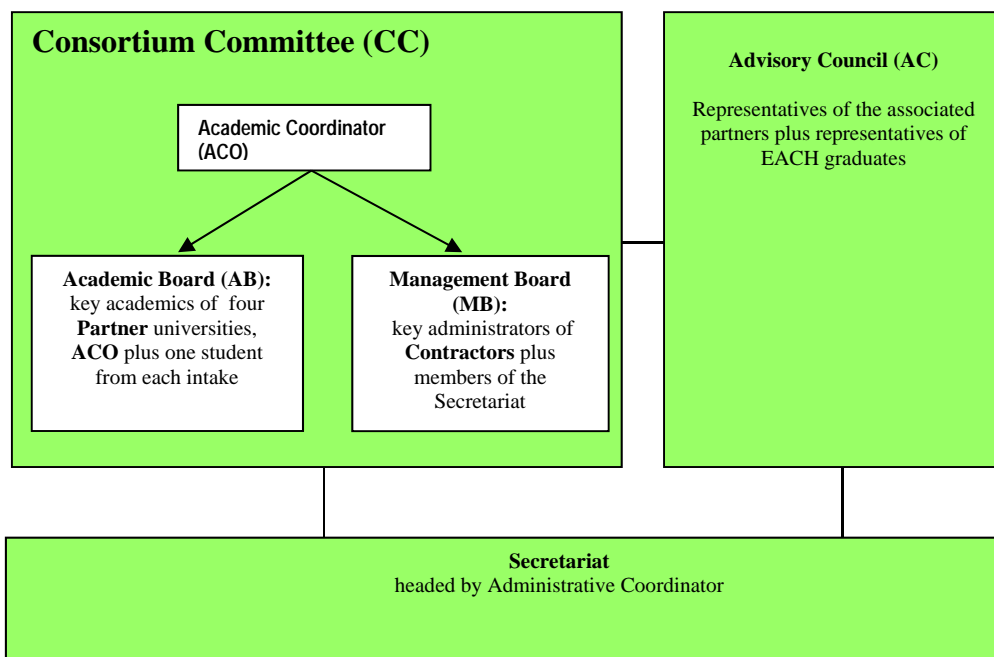 Consortium Committee (CC)
Academic Coordinator
(ACO)
Academic Board (AB):
key academics of four
Partner universities,
ACO plus one student
from each intake
Management Board
(MB):
key administrators of
Contractors plus
members of the
Secretariat
Advisory Council (AC)
Representatives of the associated
partners plus representatives of
EACH graduates
Secretariat
headed by Administrative Coordinator